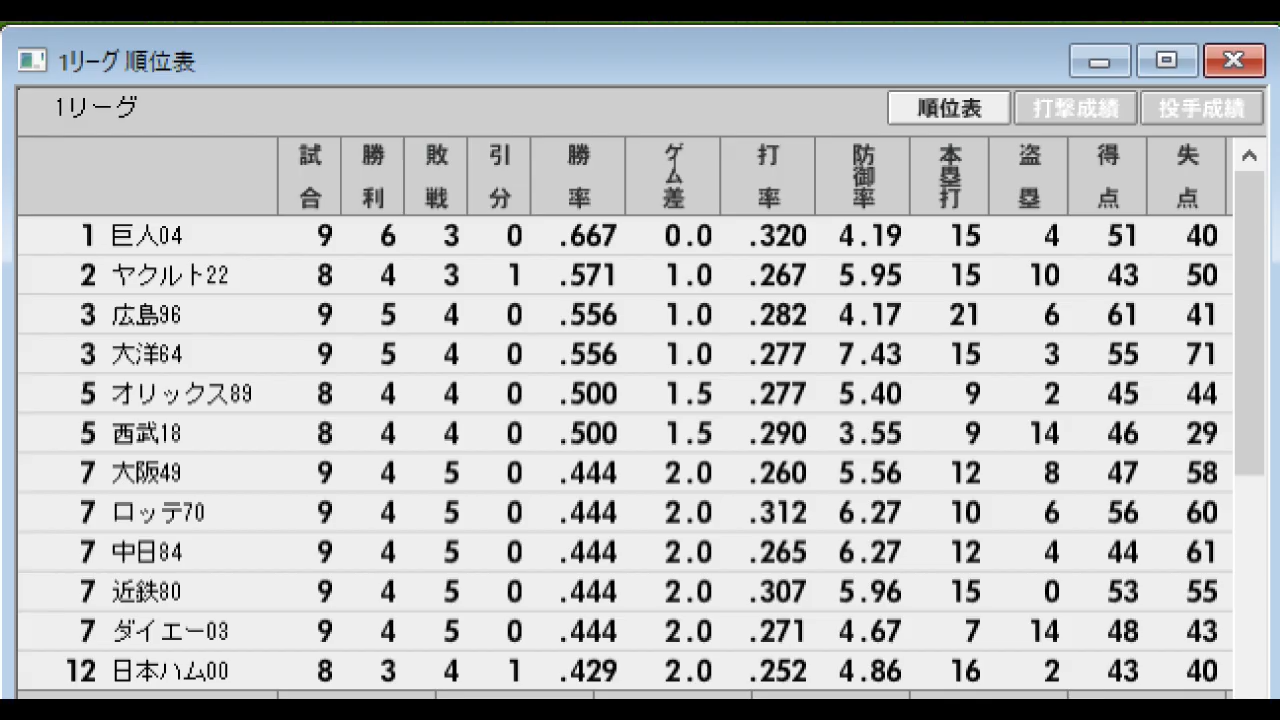 1リーグ 順位表
1リーグ 順位表 打撃成績 投手成績
試合 勝利 敗戦 引分 勝率 ゲーム差 打率 防御率 本塁打 盗塁 得点 失点
1 巨人04 9 6 3 0 .667 0.0 .320 4.19 15 4 51 40
2 ヤクルト22 8 4 3 1 .571 1.0 .267 5.95 15 10 43 50
3 広島96 9 5 4 0 .556 1.0 .282 4.17 21 6 61 41
3 大洋64 9 5 4 0 .556 1.0 .277 7.43 15 3 55 71
5 オリックス89 8 4 4 0 .500 1.5 .277 5.40 9 2 45 44
5 西武18 8 4 4 0 .500 1.5 .290 3.55 9 14 46 29
7 大阪49 9 4 5 0 .444 2.0 .260 5.56 12 8 47 58
7 ロッテ70 9 4 5 0 .444 2.0 .312 6.27 10 6 56 60
7 中日84 9 4 5 0 .444 2.0 .265 6.27 12 4 44 61
7 近鉄80 9 4 5 0 .444 2.0 .307 5.96 15 0 53 55
7 ダイエー03 9 4 5 0 .444 2.0 .271 4.67 7 14 48 43
12 日本ハム00 8 3 4 1 .429 2.0 .252 4.86 16 2 43 40